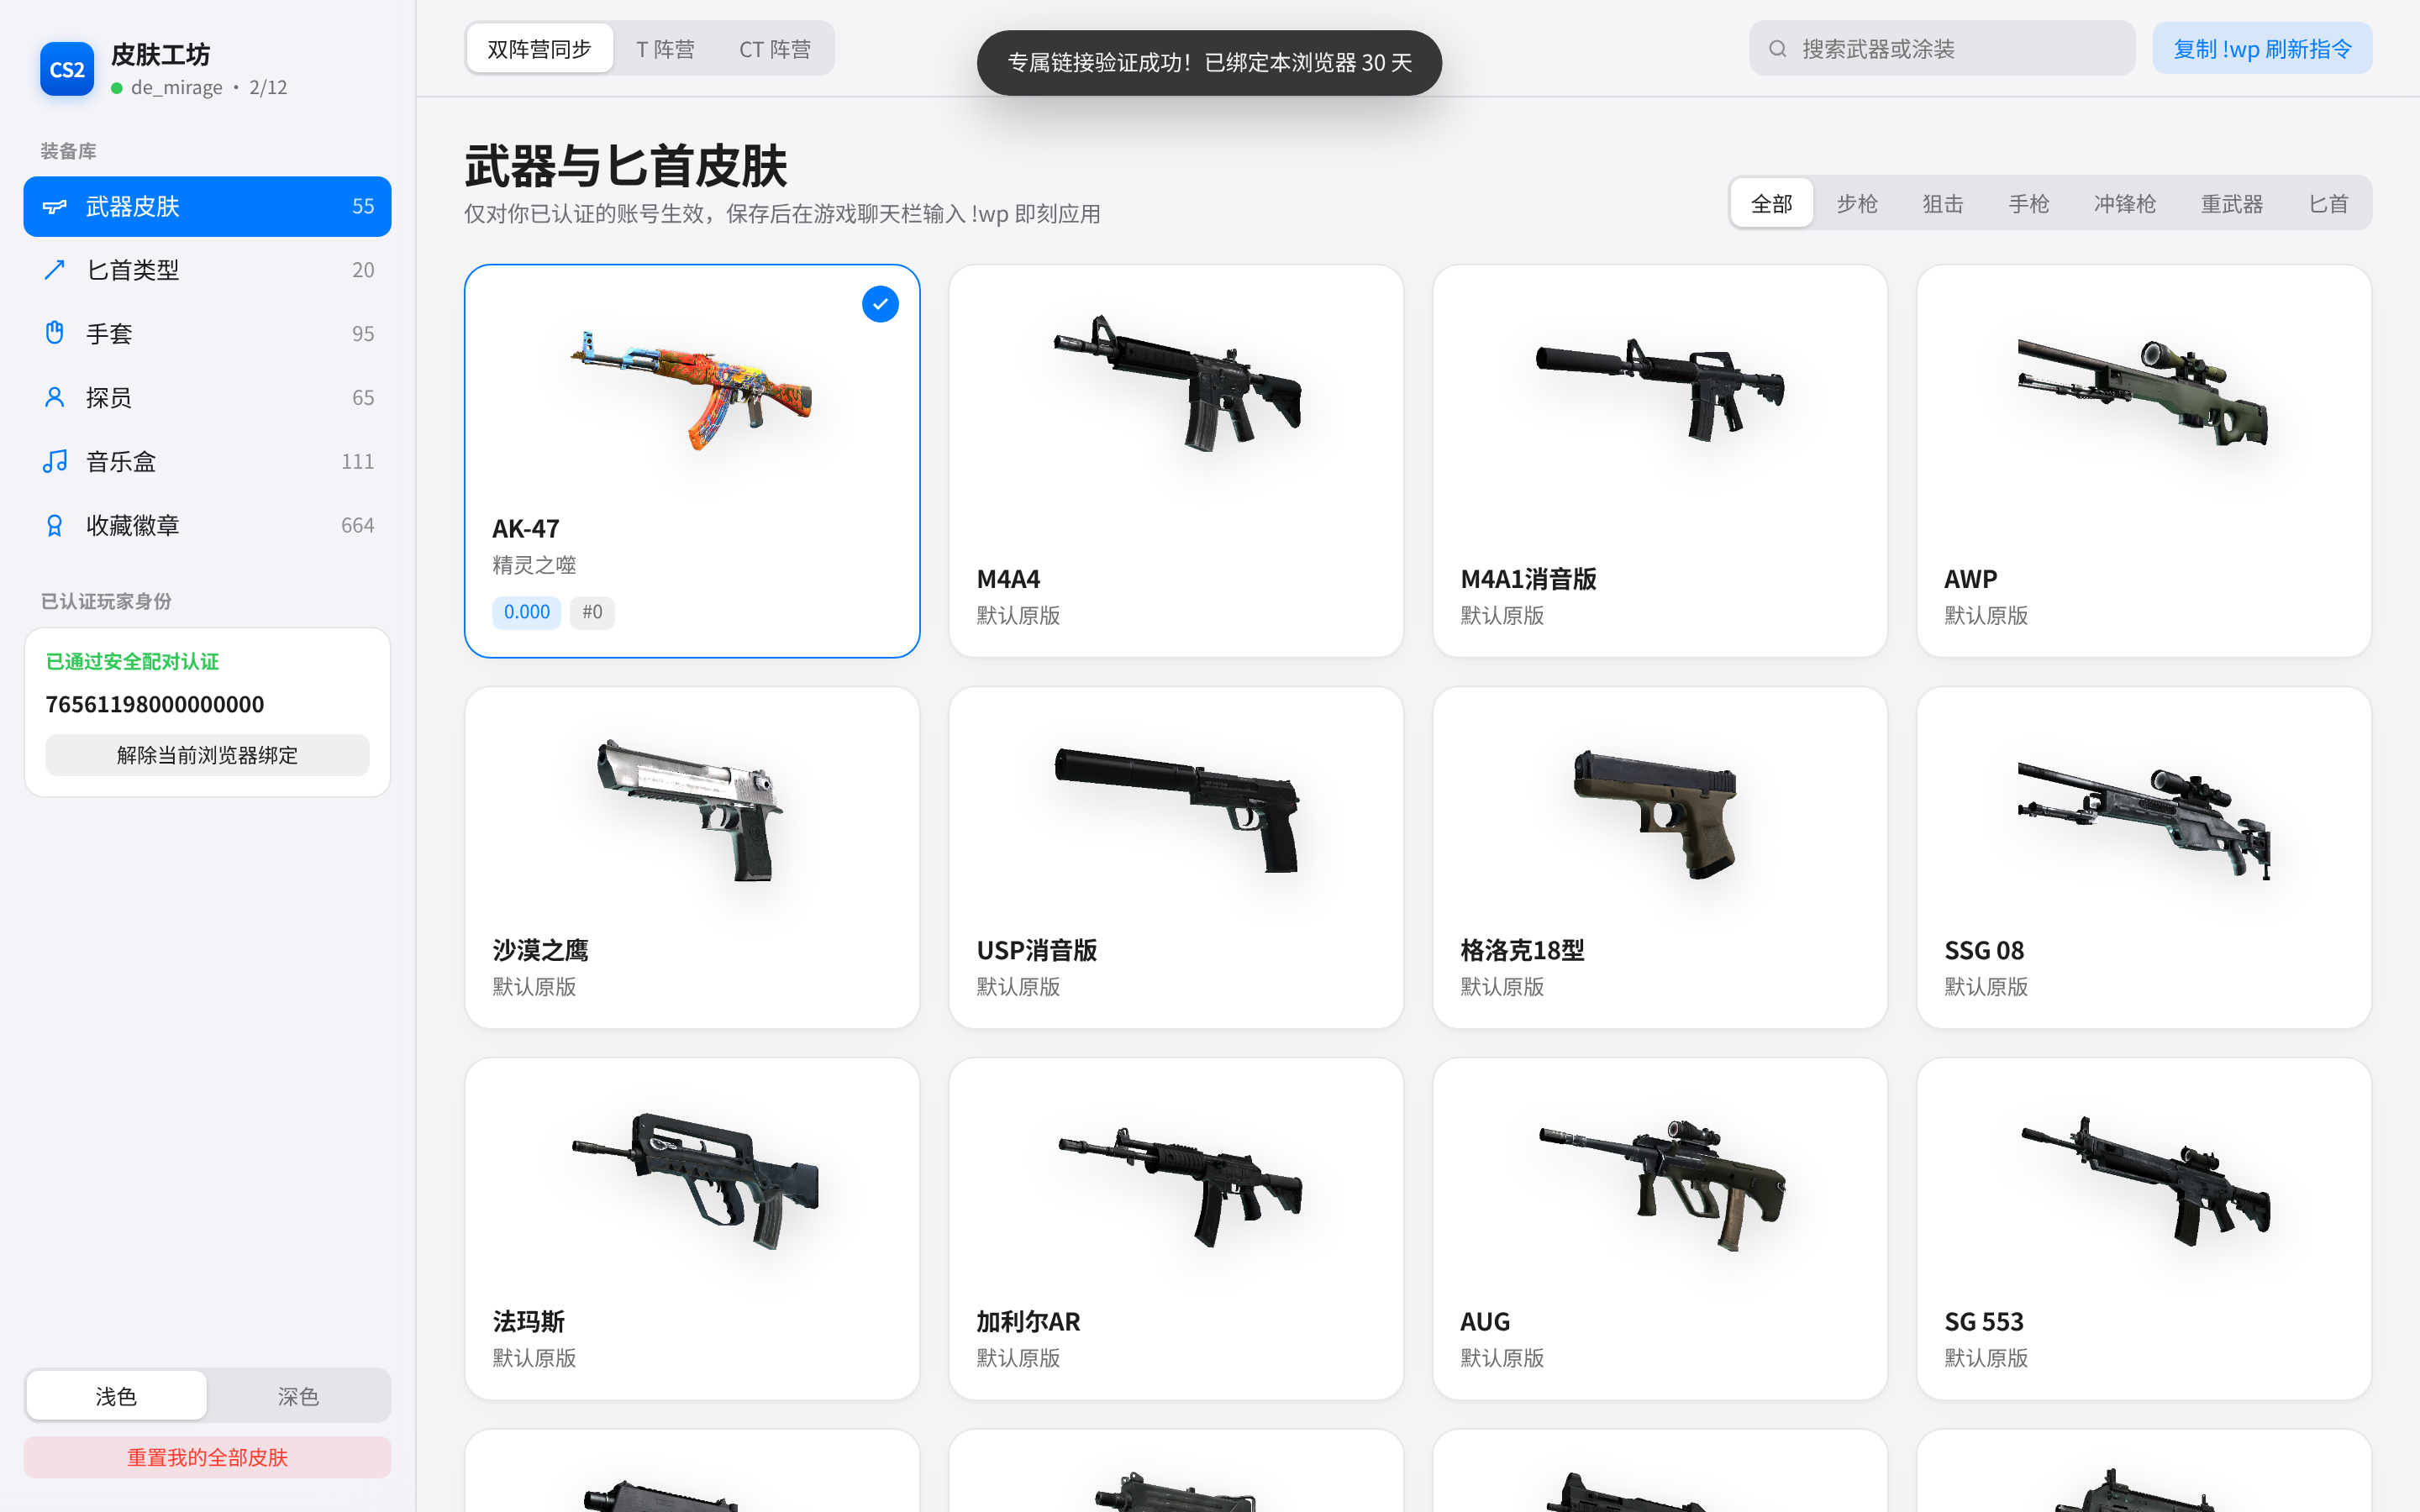 CS2
皮肤工坊
de_mirage · 2/12
装备库
武器皮肤 55
匕首类型 20
手套 95
探员 65
音乐盒 111
收藏徽章 664
已认证玩家身份
已通过安全配对认证
76561198000000000
解除当前浏览器绑定
浅色 深色
重置我的全部皮肤
双阵营同步 T 阵营 CT 阵营
专属链接验证成功！已绑定本浏览器 30 天
搜索武器或涂装
复制 !wp 刷新指令
武器与匕首皮肤
仅对你已认证的账号生效，保存后在游戏聊天栏输入 !wp 即刻应用
全部 步枪 狙击 手枪 冲锋枪 重武器 匕首
AK-47
精灵之噬
0.000 #0
M4A4
默认原版
M4A1消音版
默认原版
AWP
默认原版
沙漠之鹰
默认原版
USP消音版
默认原版
格洛克18型
默认原版
SSG 08
默认原版
法玛斯
默认原版
加利尔AR
默认原版
AUG
默认原版
SG 553
默认原版